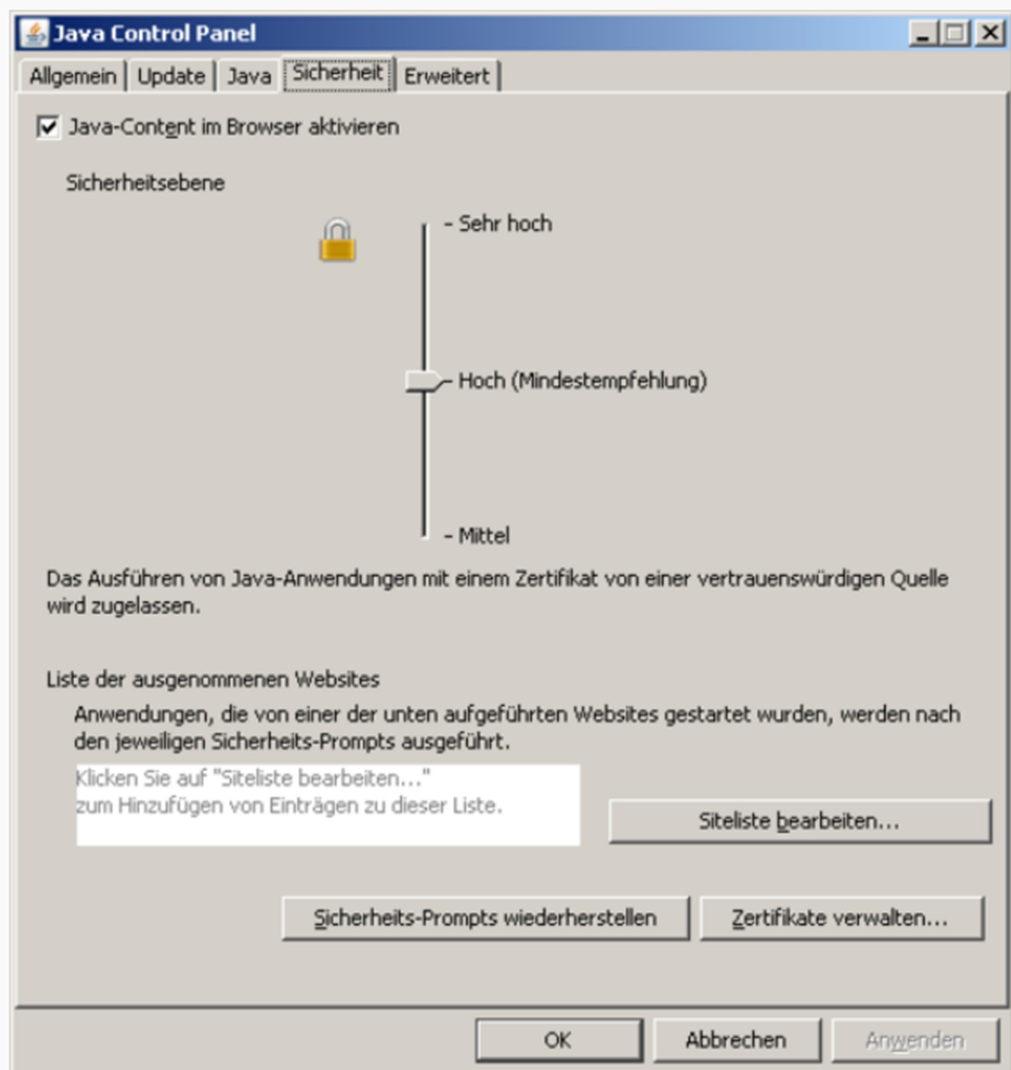 Java Control Panel
Allgemein Update Java Sicherheit Erweitert
Java-Content im Browser aktivieren
Sicherheitsebene
- Sehr hoch
- Hoch (Mindestempfehlung)
- Mittel
Das Ausführen von Java-Anwendungen mit einem Zertifikat von einer vertrauenswürdigen Quelle
wird zugelassen.
Liste der ausgenommenen Websites
Anwendungen, die von einer der unten aufgeführten Websites gestartet wurden, werden nach
den jeweiligen Sicherheits-Prompts ausgeführt.
Klicken Sie auf "Siteliste bearbeiten..."
zum Hinzufügen von Einträgen zu dieser Liste.
Siteliste bearbeiten...
Sicherheits-Prompts wiederherstellen Zertifikate verwalten...
OK Abbrechen Anwenden